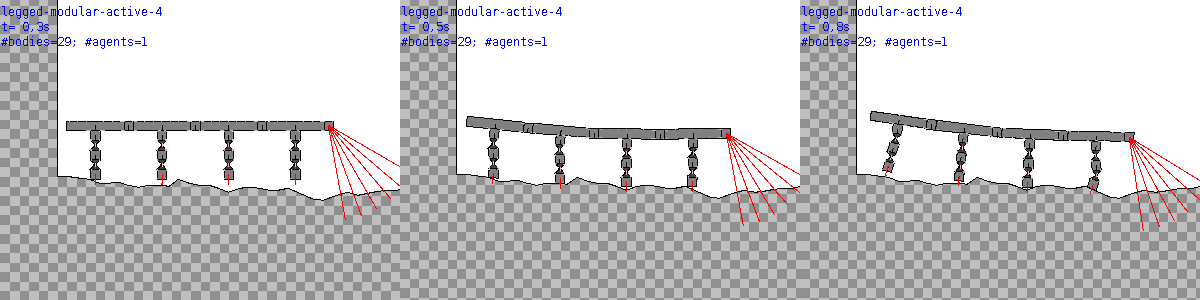 legged-modular-active-4
t= 0,3s
#bodies=29; #agents=1
legged-modular-active-4
t= 0,5s
#bodies=29; #agents=1
legged-modular-active-4
t= 0,8s
#bodies=29; #agents=1